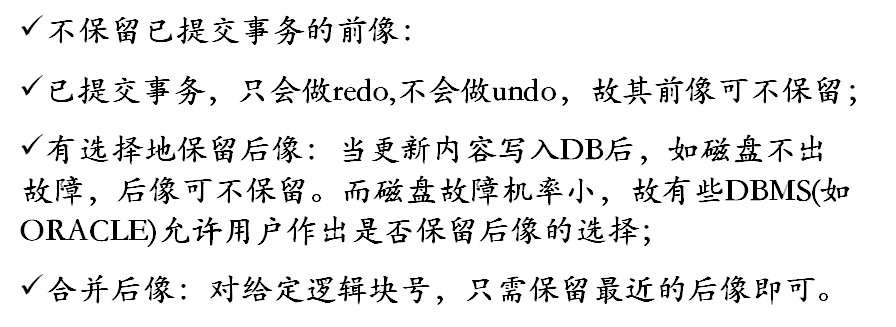 ✓不保留已提交事务的前像：
✓已提交事务，只会做redo,不会做undo，故其前像可不保留；
✓有选择地保留后像：当更新内容写入DB后，如磁盘不出
故障，后像可不保留。而磁盘故障机率小，故有些DBMS(如
ORACLE)允许用户作出是否保留后像的选择；
✓合并后像：对给定逻辑块号，只需保留最近的后像即可。